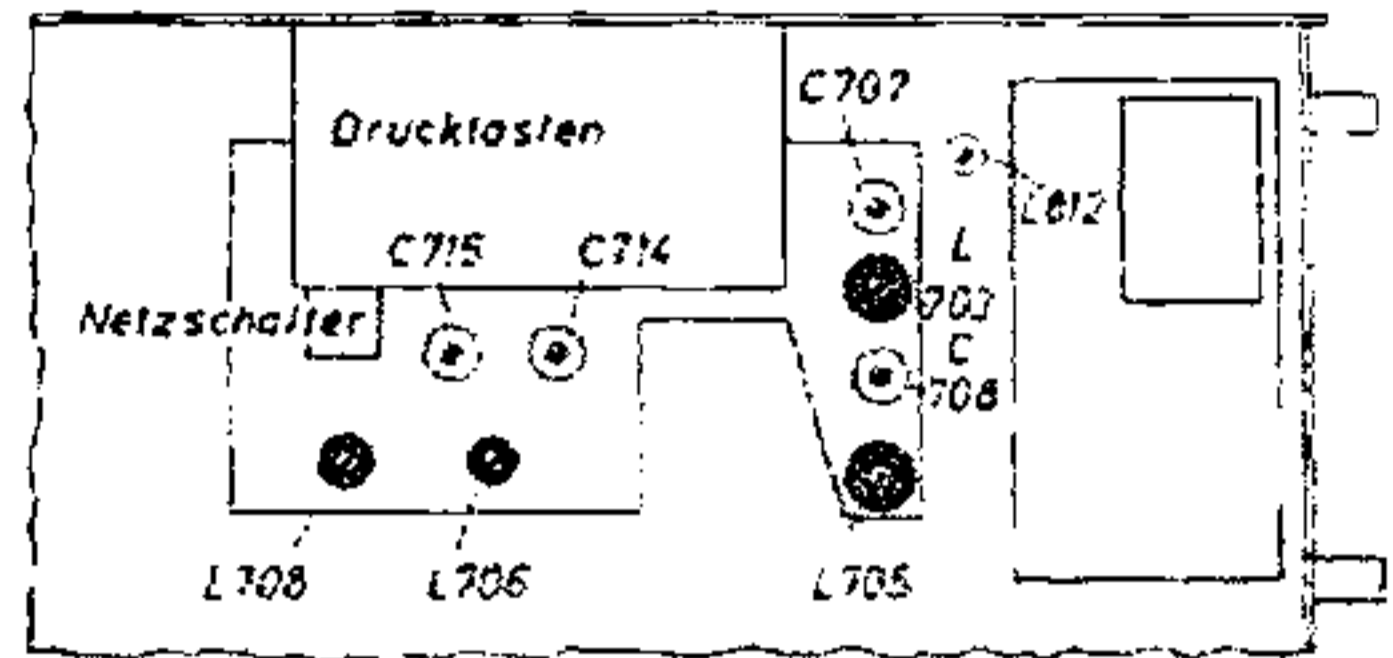 C707
Drucktasten
L612
C715
C714
L
703
Netzschalter
C
708
L708
L706
L705